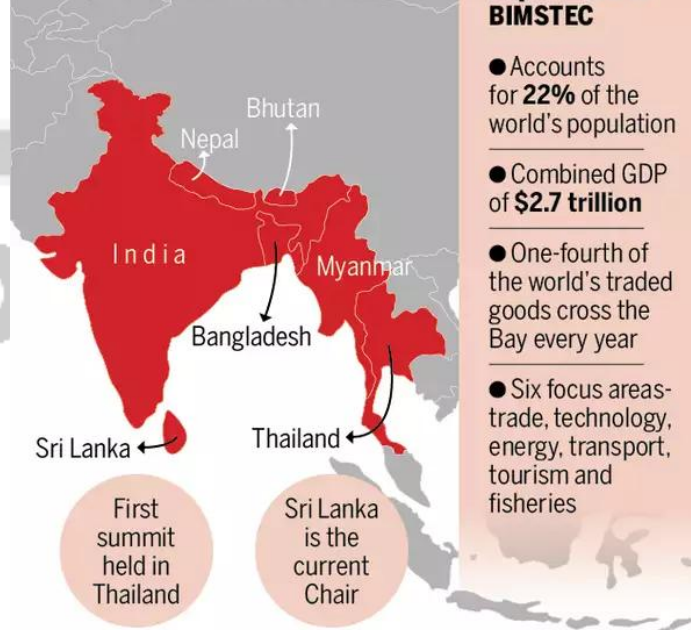 BIMSTEC
● Accounts
for 22% of the
world's population
● Combined GDP
of $2.7 trillion
● One-fourth of
the world's traded
goods cross the
Bay every year
● Six focus areas-
trade, technology,
energy, transport,
tourism and
fisheries
Bhutan
Nepal
India
Myanmar
Bangladesh
Sri Lanka
Thailand
First
summit
held in
Thailand
Sri Lanka
is the
current
Chair